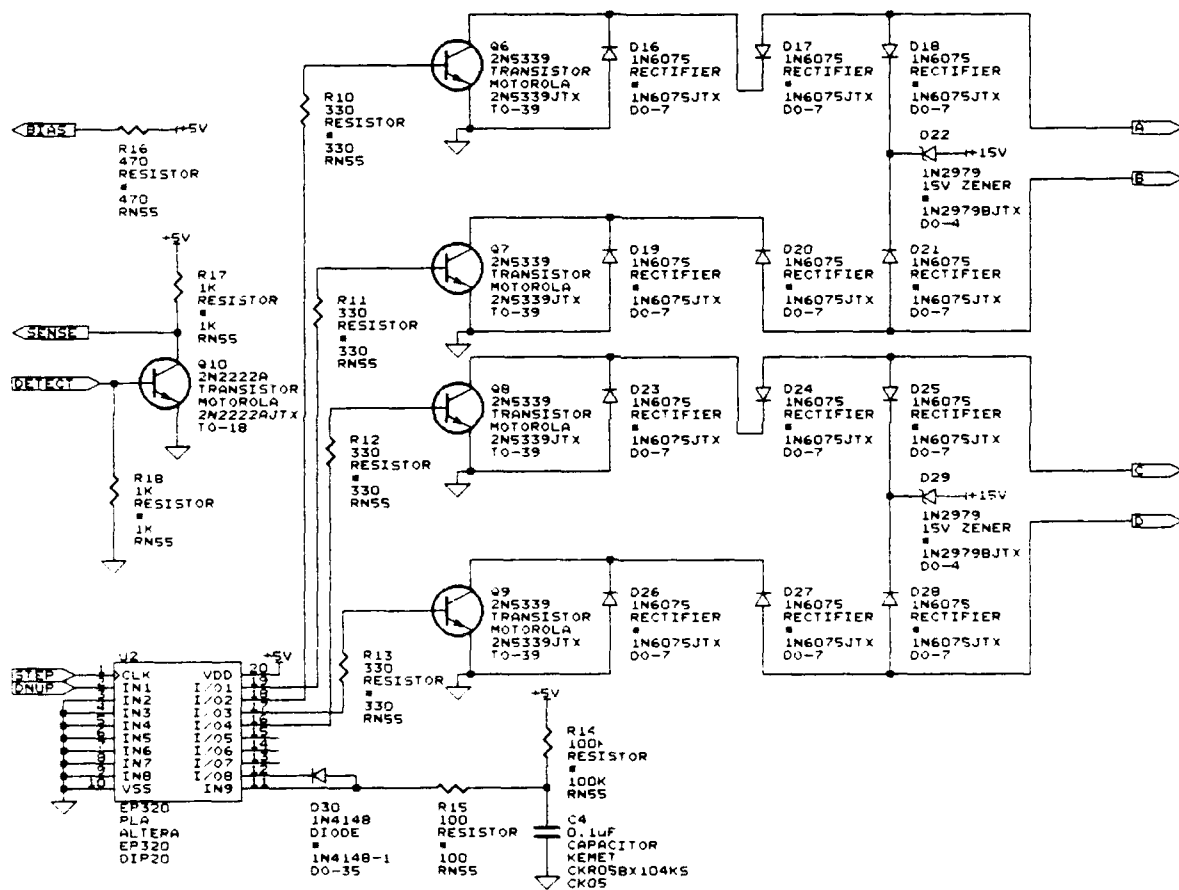 Q6
2N5339
TRANSISTOR
MOTOROLA
2N5339JTX
TO-39
D16
1N6075
RECTIFIER
*
1N6075JTX
DO-7
D17
1N6075
RECTIFIER
*
1N6075JTX
DO-7
D18
1N6075
RECTIFIER
*
1N6075JTX
DO-7
R10
330
RESISTOR
*
330
RN55
BIAS
+5V
R16
470
RESISTOR
*
470
RN55
A
D22
+15V
1N2979
15V ZENER
*
1N2979BJTX
DO-4
B
+5V
R17
1K
RESISTOR
*
1K
RN55
SENSE
Q7
2N5339
TRANSISTOR
MOTOROLA
2N5339JTX
TO-39
D19
1N6075
RECTIFIER
*
1N6075JTX
DO-7
D20
1N6075
RECTIFIER
*
1N6075JTX
DO-7
D21
1N6075
RECTIFIER
*
1N6075JTX
DO-7
R11
330
RESISTOR
*
330
RN55
DETECT
Q10
2N2222A
TRANSISTOR
MOTOROLA
2N2222AJTX
TO-18
Q8
2N5339
TRANSISTOR
MOTOROLA
2N5339JTX
TO-39
D23
1N6075
RECTIFIER
*
1N6075JTX
DO-7
D24
1N6075
RECTIFIER
*
1N6075JTX
DO-7
D25
1N6075
RECTIFIER
*
1N6075JTX
DO-7
R12
330
RESISTOR
*
330
RN55
R18
1K
RESISTOR
*
1K
RN55
C
D29
+15V
1N2979
15V ZENER
*
1N2979BJTX
DO-4
D
Q9
2N5339
TRANSISTOR
MOTOROLA
2N5339JTX
TO-39
D26
1N6075
RECTIFIER
*
1N6075JTX
DO-7
D27
1N6075
RECTIFIER
*
1N6075JTX
DO-7
D28
1N6075
RECTIFIER
*
1N6075JTX
DO-7
R13
330
RESISTOR
*
330
RN55
U2
+5V
STEP
CLK VDD 20
DNUP
IN1 I/O1
IN2 I/O2
IN3 I/O3
IN4 I/O4
IN5 I/O5
IN6 I/O6
IN7 I/O7
IN8 I/O8
10 VSS IN9
EP320
PLA
ALTERA
EP320
DIP20
D30
1N4148
DIODE
*
1N4148-1
DO-35
R15
100
RESISTOR
*
100
RN55
+5V
R14
100K
RESISTOR
*
100K
RN55
C4
0.1uF
CAPACITOR
KEMET
CKR05BX104KS
CK05